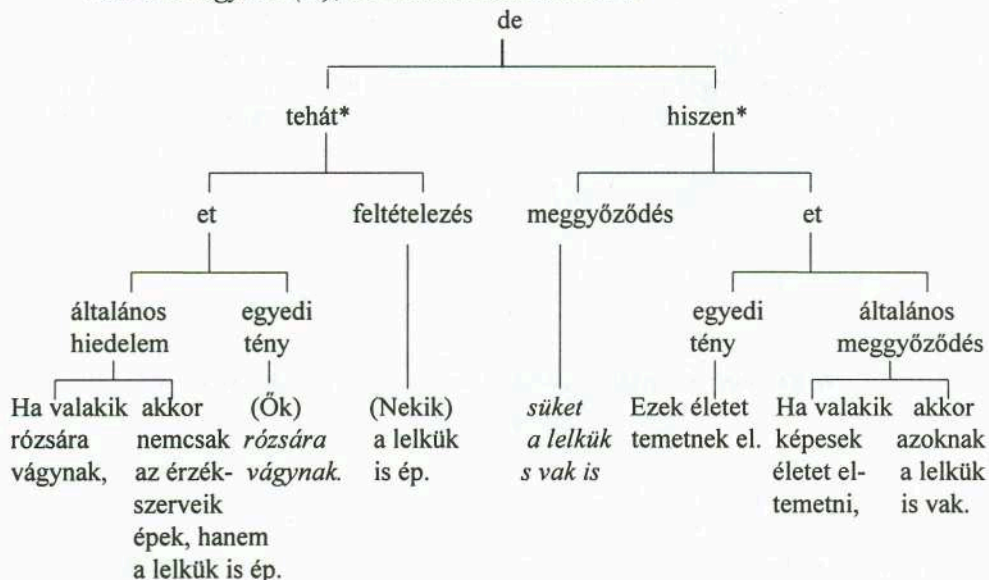 de
tehát* hiszen*
et feltételezés meggyőződés et
általános egyedi egyedi általános
hiedelem tény tény meggyőződés
Ha valakik akkor (Ők) (Nekik) süket Ezek életet Ha valakik akkor
rózsára nemcsak rózsára a lelkük a lelkük temetnek el. képesek azoknak
vágynak, az érzék- vágynak. is ép. s vak is életet el- a lelkük
szerveik temetni, is vak.
épek, hanem
a lelkük is ép.